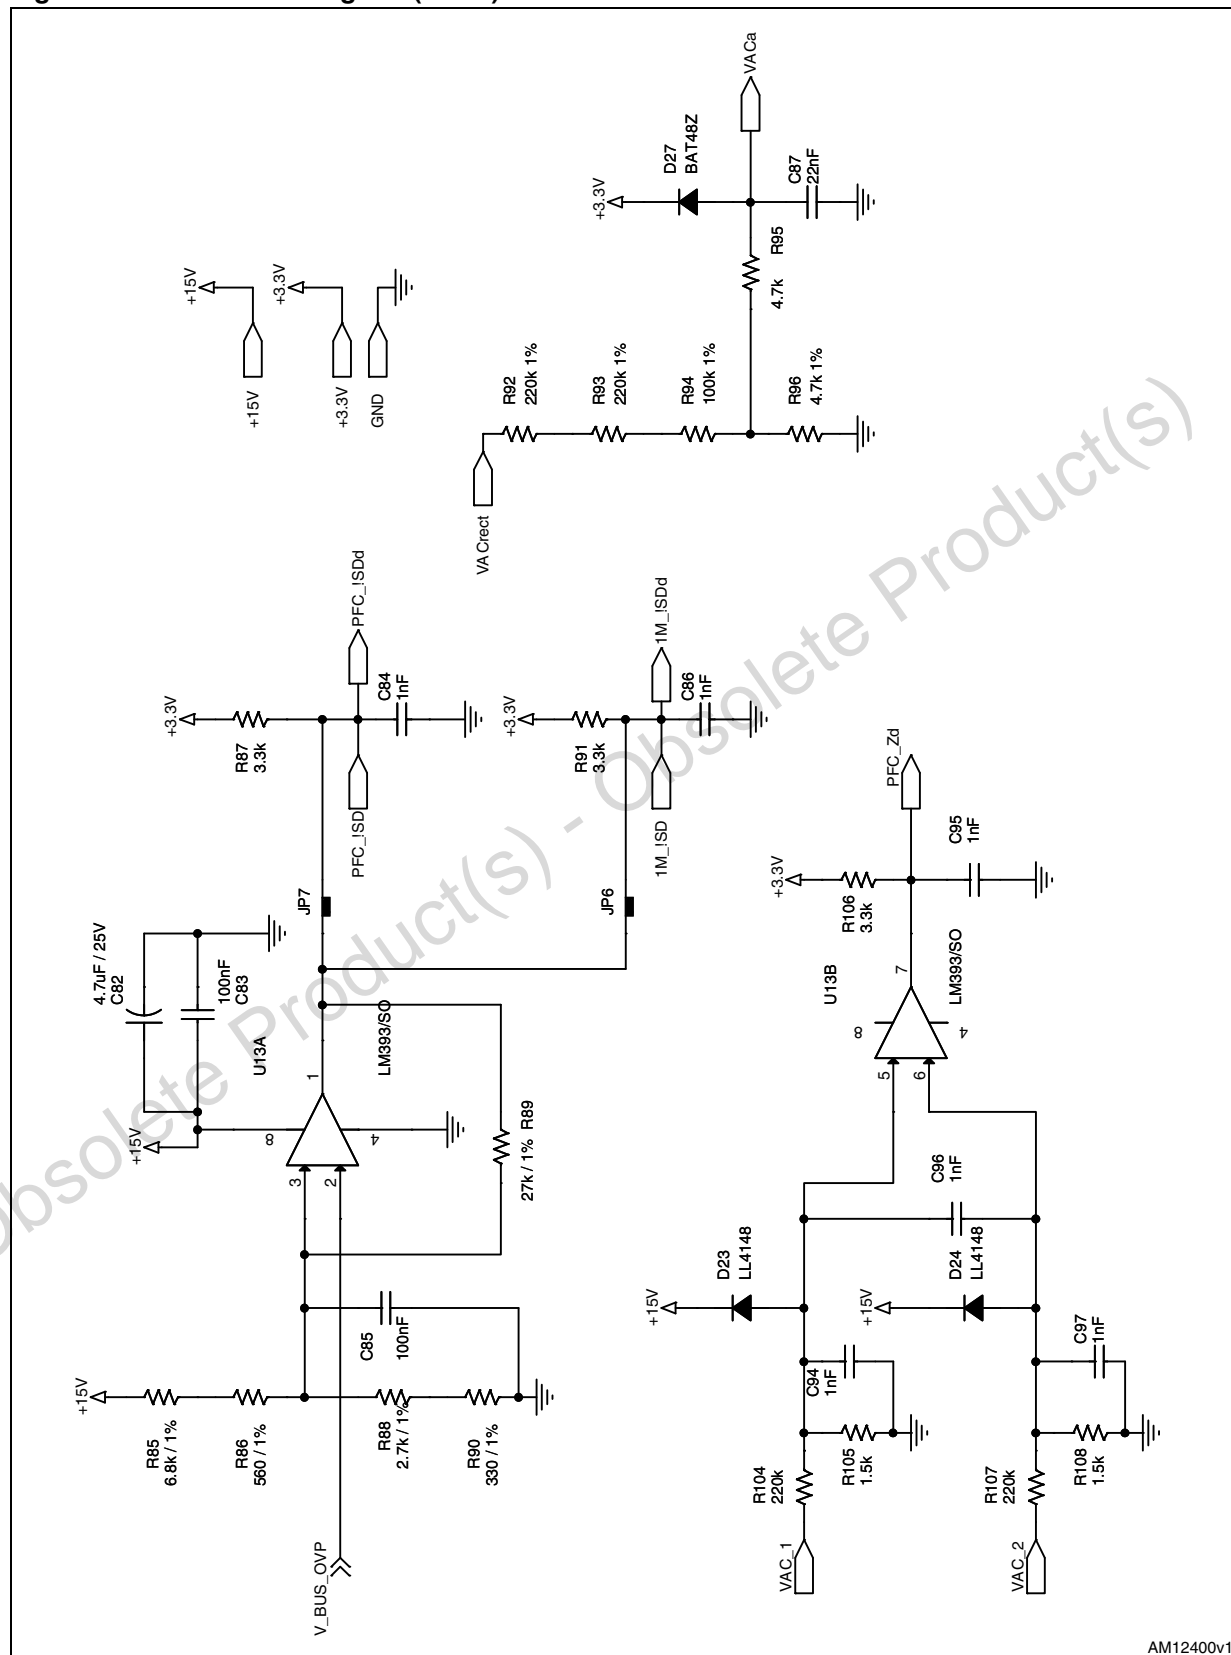 VACa
D27
BAT48Z
C87
22nF
+3.3V
R95
4.7k
+15V
+3.3V
+15V
+3.3V
GND
R92
220k 1%
R93
220k 1%
R94
100k 1%
R96
4.7k 1%
VACrect
PFC_!SDd
1M_!SDd
+3.3V
R87
3.3k
C84
1nF
PFC_!SD
+3.3V
R91
3.3k
C86
1nF
1M_!SD
JP7
JP6
4.7uF / 25V
C82
100nF
C83
U13A
LM393/SO
+15V
8
1
4
3
2
27k / 1% R89
C85
100nF
+15V
R85
6.8k / 1%
R86
560 / 1%
R88
2.7k / 1%
R90
330 / 1%
V_BUS_OVP
PFC_Zd
+3.3V
R106
3.3k
C95
1nF
U13B
7
LM393/SO
8
4
5
6
C96
1nF
D23
LL4148
+15V
D24
LL4148
+15V
C94
1nF
C97
1nF
R104
220k
R105
1.5k
R107
220k
R108
1.5k
VAC_1
VAC_2
Obsolete Product(s) - Obsolete Product(s)
AM12400v1